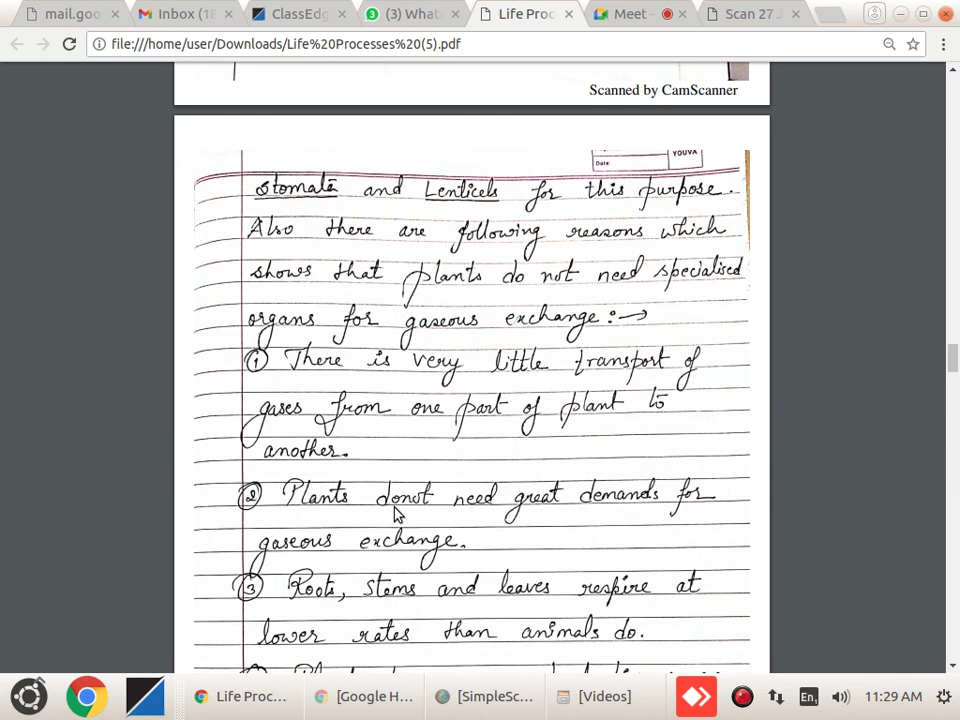 mail.goo
Inbox (18
ClassEdg
(3) What
Life Proc
Meet -
Scan 27 J
file:///home/user/Downloads/Life%20Processes%20(5).pdf
Scanned by CamScanner
Date:
YOUVA
Stomata and Lenticels for this purpose.
Also there are following reasons which
shows that plants do not need specialised
organs for gaseous exchange :→
① There is very little transport of
gases from one part of plant to
another.
② Plants donot need great demands for
gaseous exchange.
③ Roots, stems and leaves respire at
lower rates than animals do.
Life Proc...
[Google H...
[SimpleSc...
[Videos]
En
11:29 AM